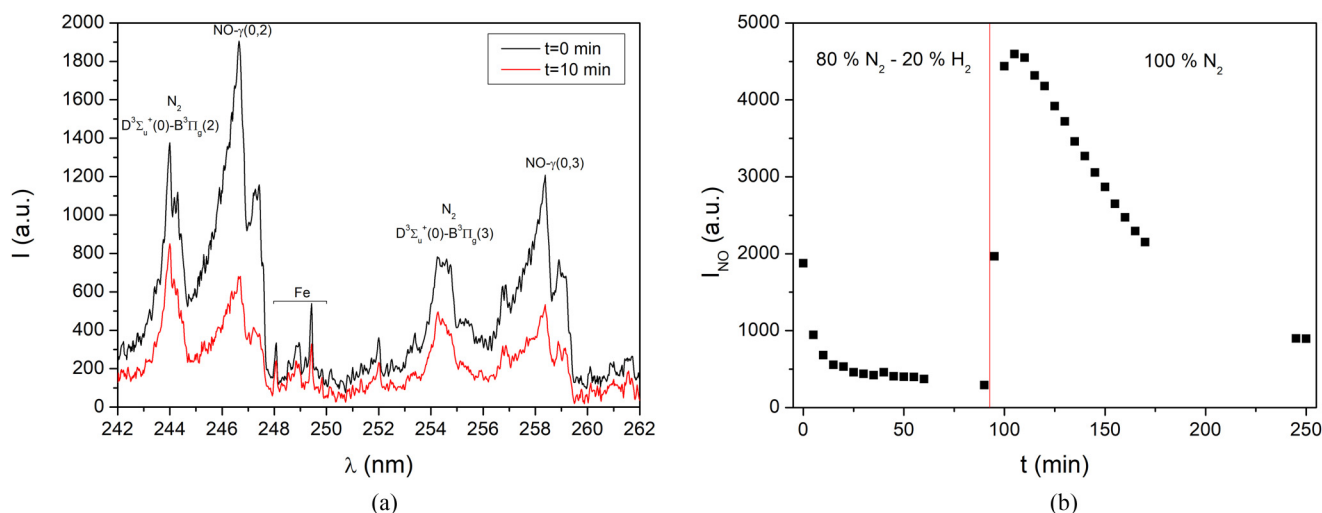 2000
1800
1600
1400
1200
1000
800
600
400
200
0
I (a.u.)
NO-γ(0,2)
N₂
D³Σᵤ⁺(0)-B³Π_g(2)
t=0 min
t=10 min
NO-γ(0,3)
N₂
D³Σᵤ⁺(0)-B³Π_g(3)
Fe
242 244 246 248 250 252 254 256 258 260 262
λ (nm)
(a)
5000
4000
3000
2000
1000
0
I_NO (a.u.)
80 % N₂ - 20 % H₂
100 % N₂
0 50 100 150 200 250
t (min)
(b)